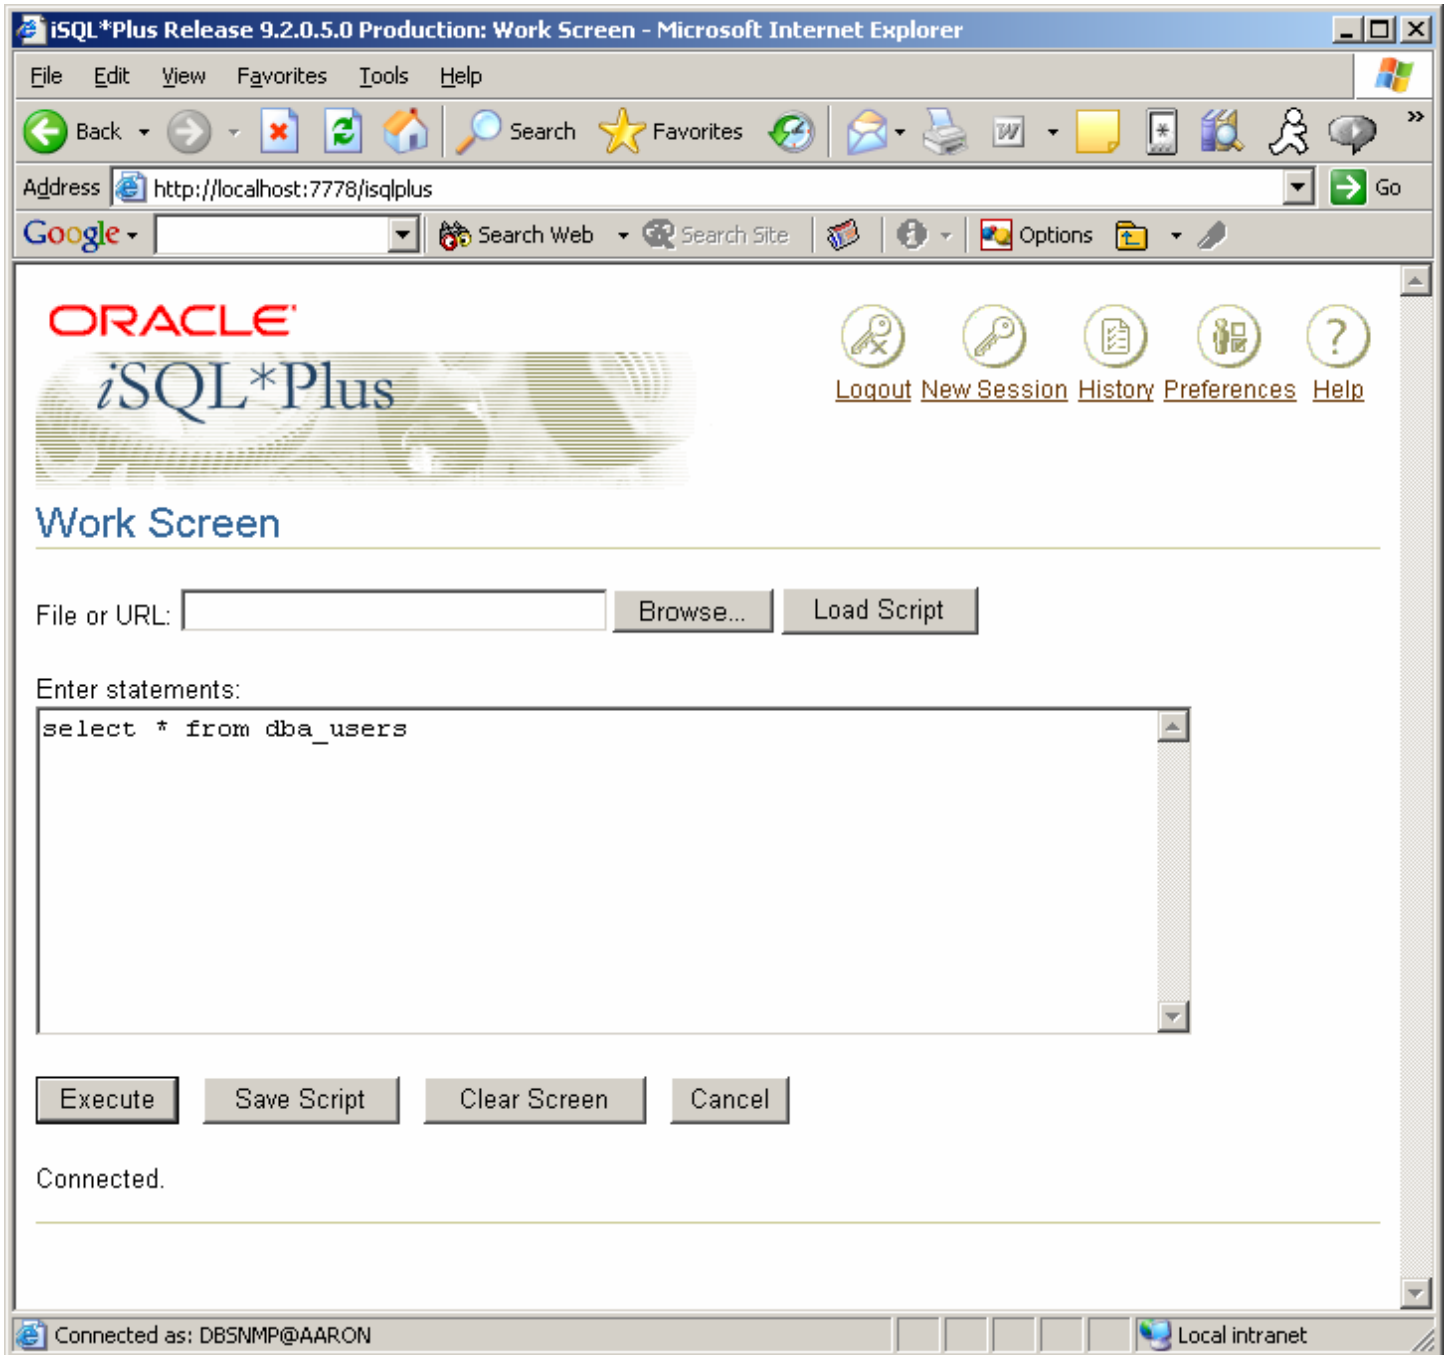 iSQL*Plus Release 9.2.0.5.0 Production: Work Screen - Microsoft Internet Explorer
File Edit View Favorites Tools Help
Back Search Favorites
Address http://localhost:7778/isqlplus Go
Google Search Web Search Site Options
ORACLE
iSQL*Plus
Logout New Session History Preferences Help
Work Screen
File or URL: Browse... Load Script
Enter statements:
select * from dba_users
Execute Save Script Clear Screen Cancel
Connected.
Connected as: DBSNMP@AARON Local intranet